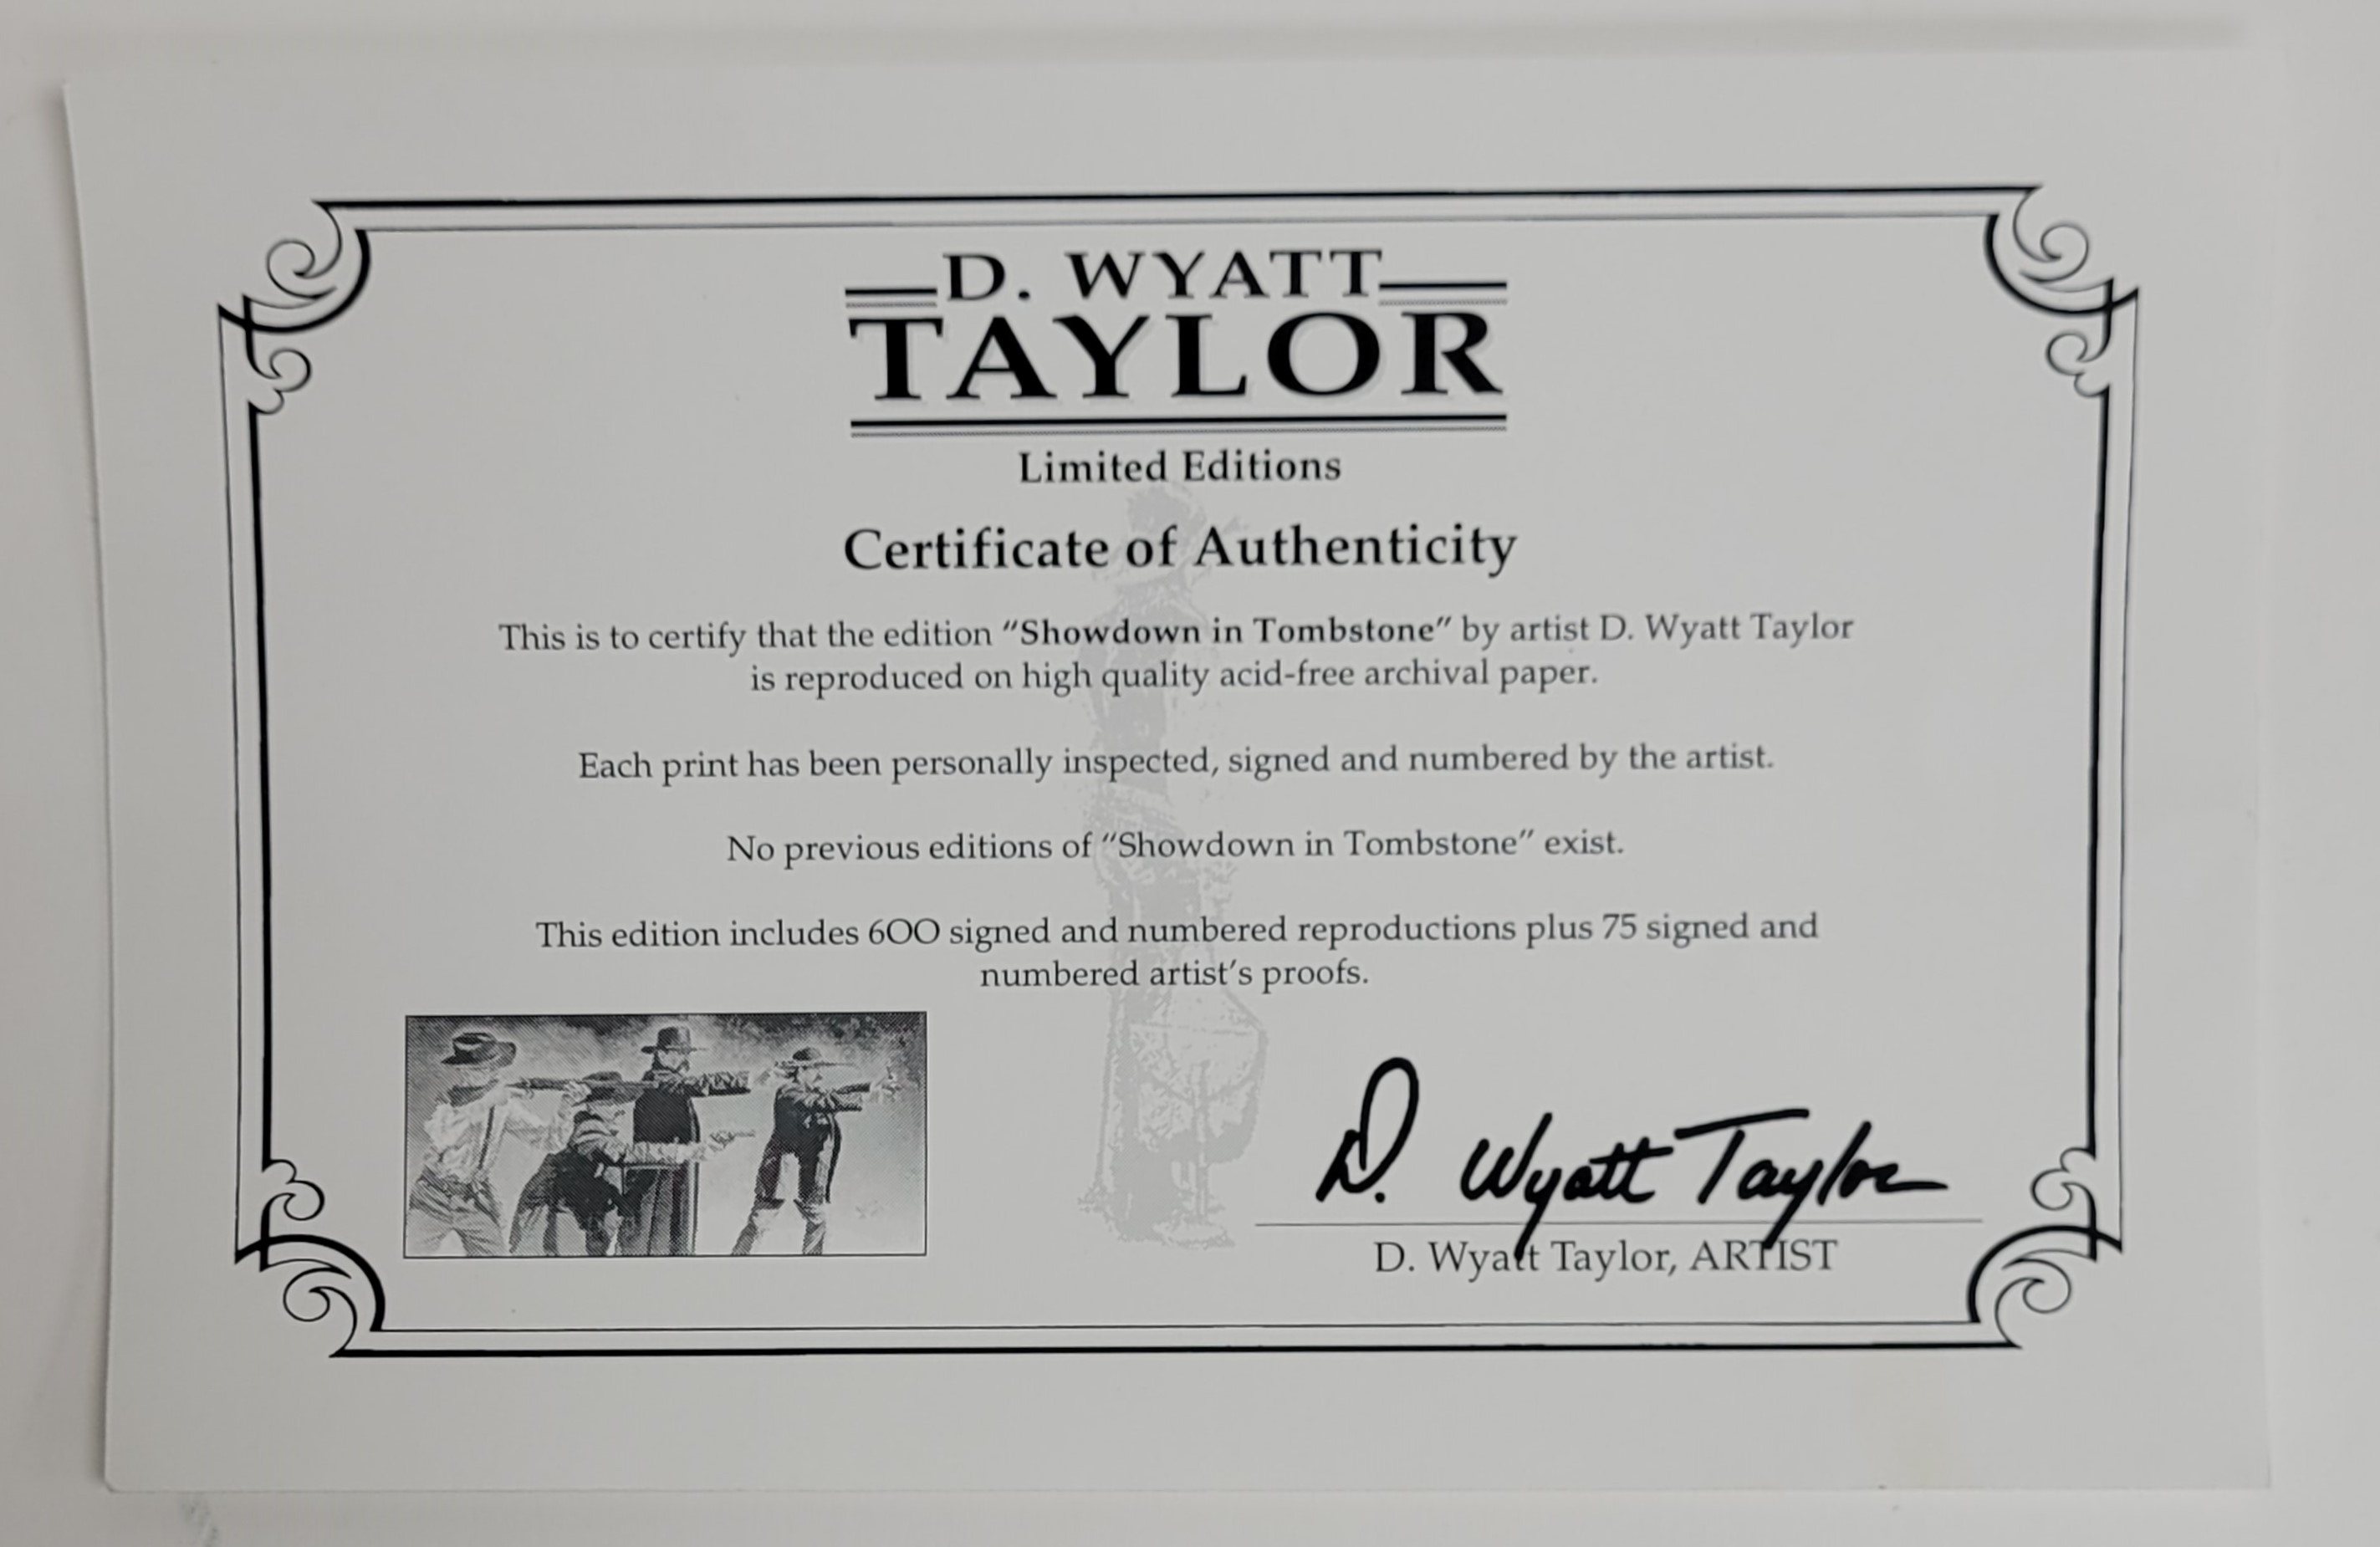 D. WYATT
TAYLOR
Limited Editions
Certificate of Authenticity
This is to certify that the edition "Showdown in Tombstone" by artist D. Wyatt Taylor
is reproduced on high quality acid-free archival paper.
Each print has been personally inspected, signed and numbered by the artist.
No previous editions of "Showdown in Tombstone" exist.
This edition includes 600 signed and numbered reproductions plus 75 signed and
numbered artist's proofs.
D. Wyatt Taylor
D. Wyatt Taylor, ARTIST